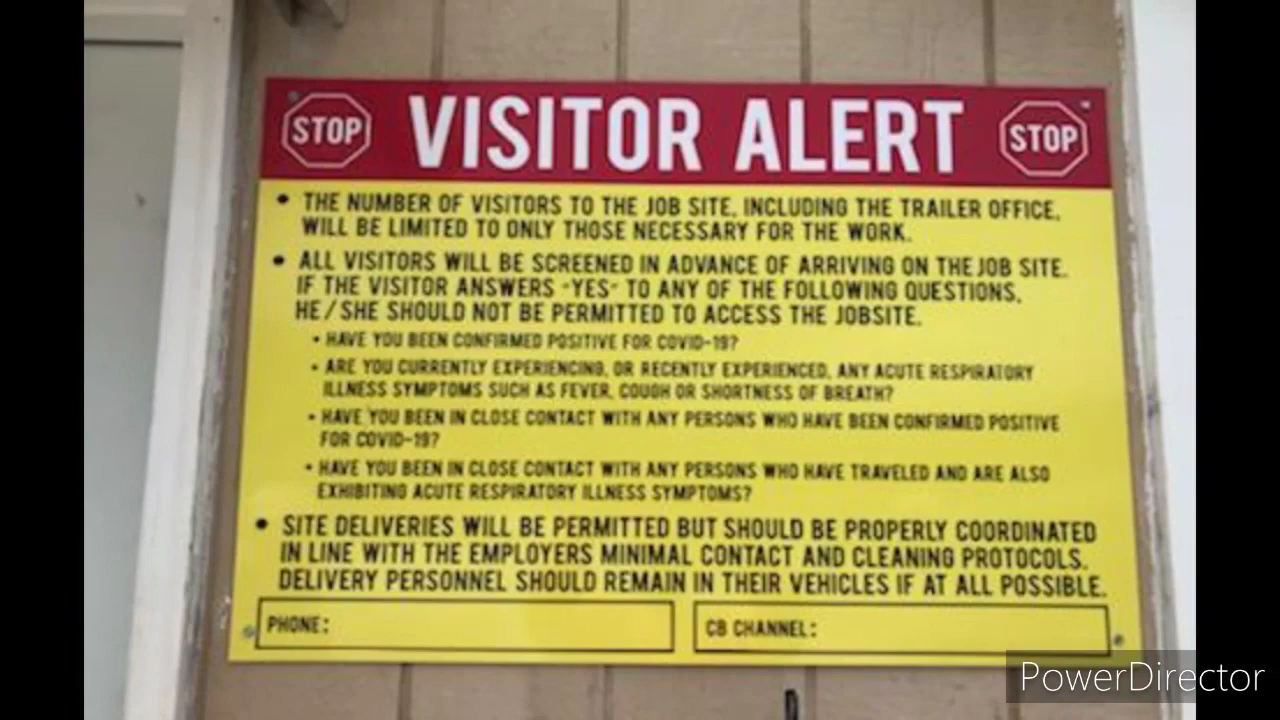 STOP VISITOR ALERT STOP
• THE NUMBER OF VISITORS TO THE JOB SITE, INCLUDING THE TRAILER OFFICE,
WILL BE LIMITED TO ONLY THOSE NECESSARY FOR THE WORK.
• ALL VISITORS WILL BE SCREENED IN ADVANCE OF ARRIVING ON THE JOB SITE.
IF THE VISITOR ANSWERS "YES" TO ANY OF THE FOLLOWING QUESTIONS,
HE/SHE SHOULD NOT BE PERMITTED TO ACCESS THE JOBSITE.
• HAVE YOU BEEN CONFIRMED POSITIVE FOR COVID-19?
• ARE YOU CURRENTLY EXPERIENCING, OR RECENTLY EXPERIENCED, ANY ACUTE RESPIRATORY
ILLNESS SYMPTOMS SUCH AS FEVER, COUGH OR SHORTNESS OF BREATH?
• HAVE YOU BEEN IN CLOSE CONTACT WITH ANY PERSONS WHO HAVE BEEN CONFIRMED POSITIVE
FOR COVID-19?
• HAVE YOU BEEN IN CLOSE CONTACT WITH ANY PERSONS WHO HAVE TRAVELED AND ARE ALSO
EXHIBITING ACUTE RESPIRATORY ILLNESS SYMPTOMS?
• SITE DELIVERIES WILL BE PERMITTED BUT SHOULD BE PROPERLY COORDINATED
IN LINE WITH THE EMPLOYERS MINIMAL CONTACT AND CLEANING PROTOCOLS.
DELIVERY PERSONNEL SHOULD REMAIN IN THEIR VEHICLES IF AT ALL POSSIBLE.
PHONE: CB CHANNEL:
PowerDirector